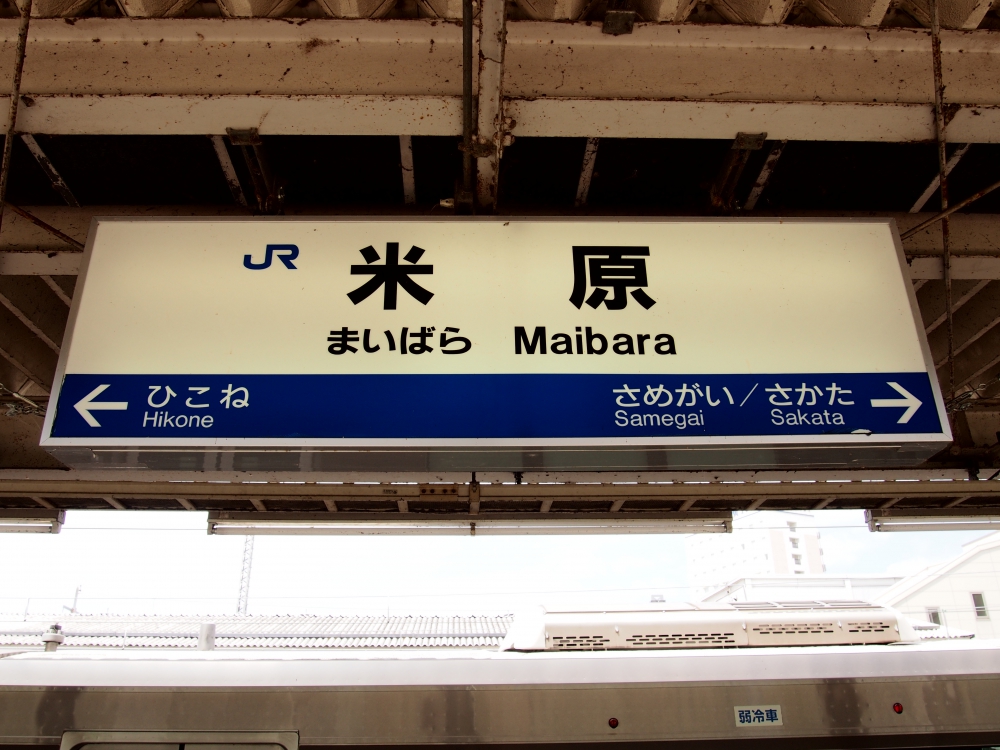 JR 米原
まいばら Maibara
← ひこね さめがい／さかた →
Hikone Samegai Sakata
弱冷車